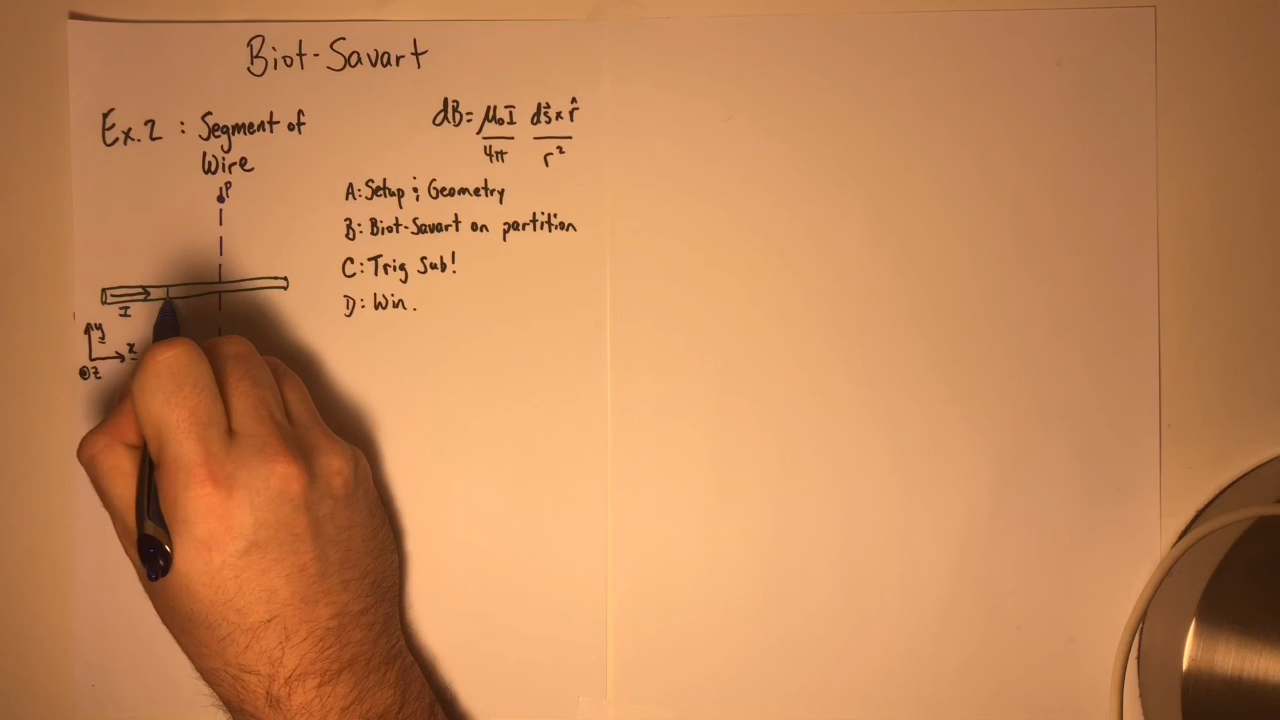 Biot-Savart
Ex. 2 : Segment of
Wire
P
I
y
x
z
dB = μ₀I/4π ds⃗ × r̂/r²
A: Setup & Geometry
B: Biot-Savart on partition
C: Trig Sub!
D: Win.